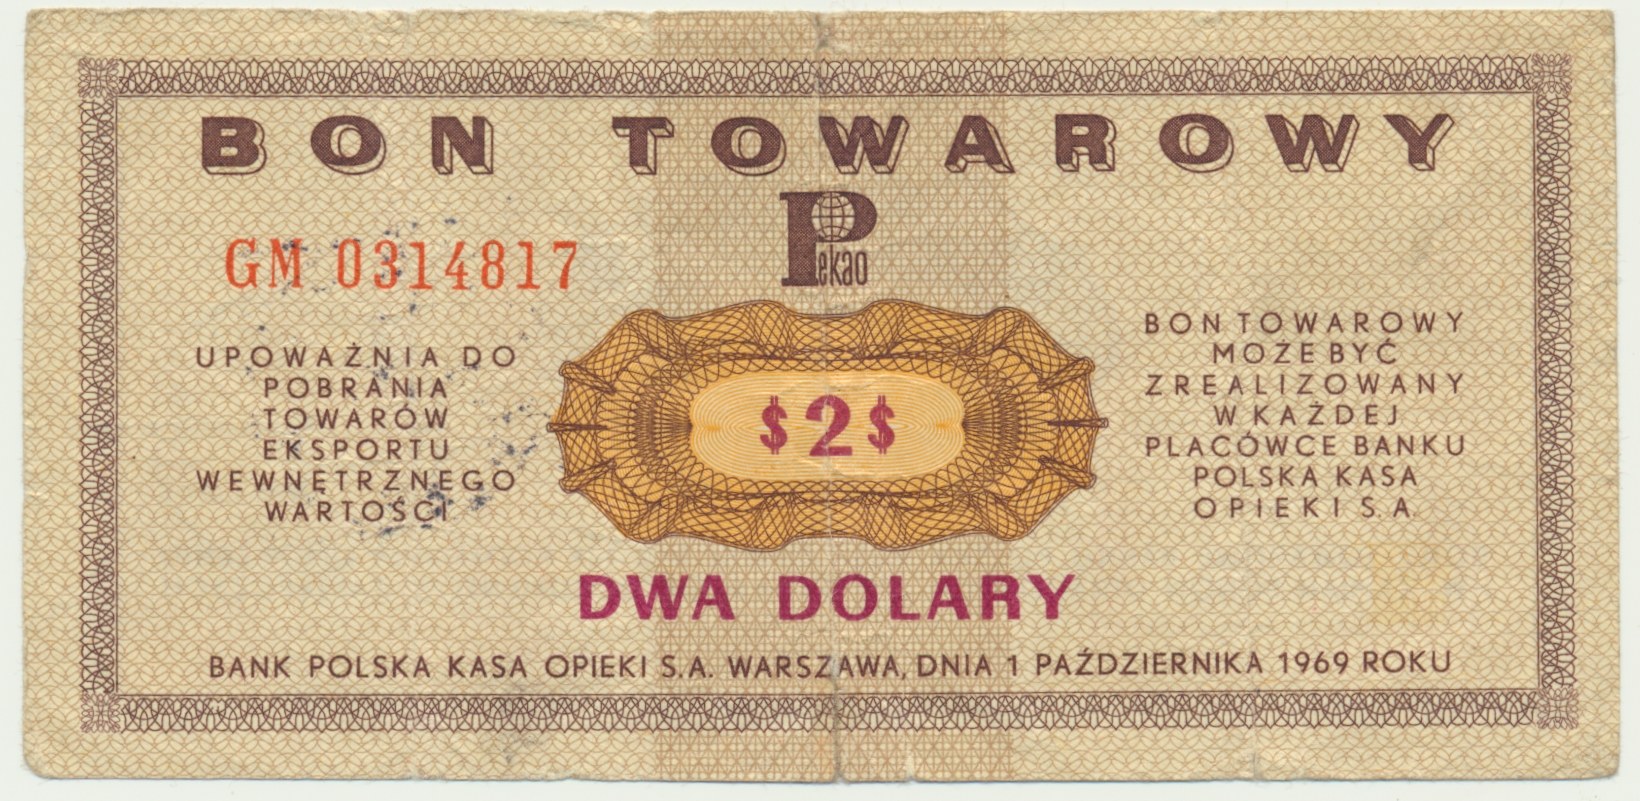 BON TOWAROWY
Pekao
GM 0314817
UPOWAŻNIA DO
POBRANIA
TOWARÓW
EKSPORTU
WEWNĘTRZNEGO
WARTOŚCI
$2$
BON TOWAROWY
MOŻE BYĆ
ZREALIZOWANY
W KAŻDEJ
PLACÓWCE BANKU
POLSKA KASA
OPIEKI S.A.
DWA DOLARY
BANK POLSKA KASA OPIEKI S.A. WARSZAWA, DNIA 1 PAŹDZIERNIKA 1969 ROKU